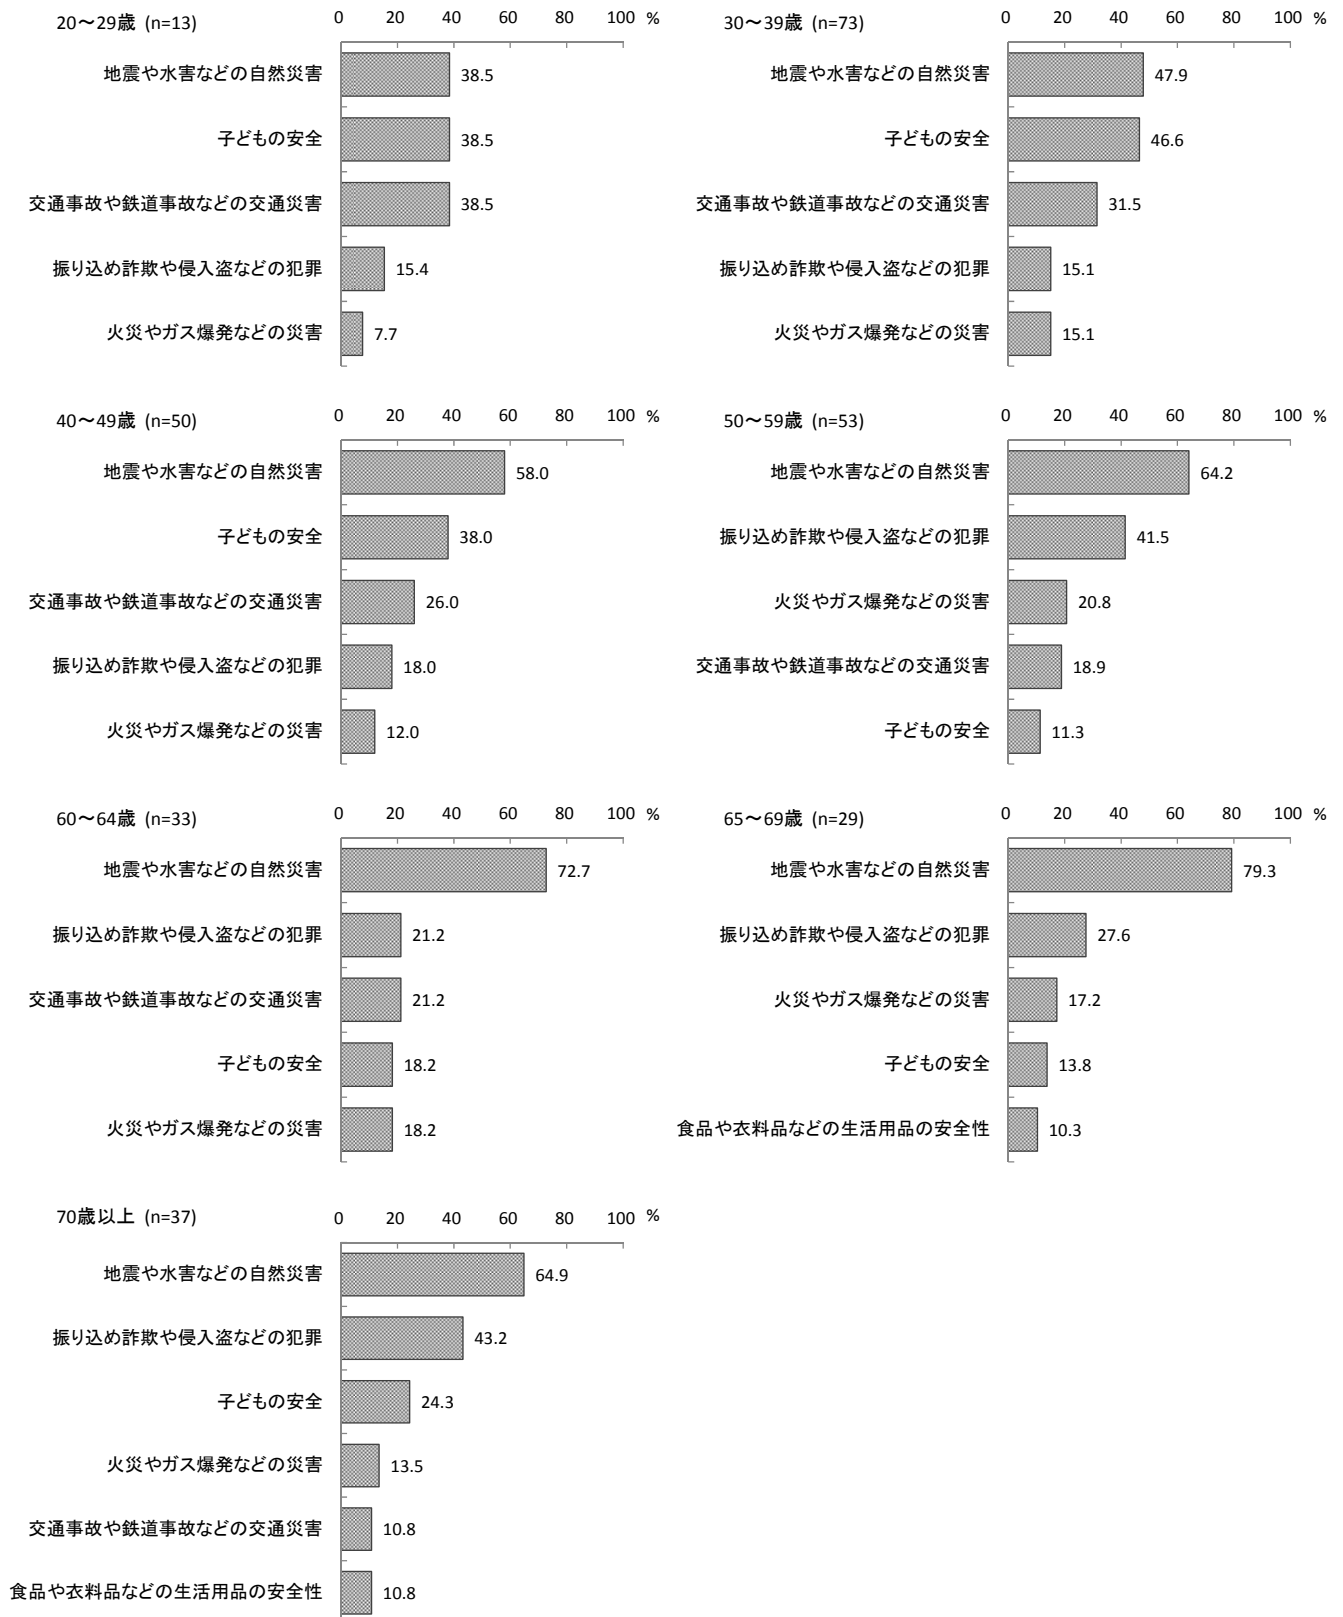 20～29歳 (n=13)
0 20 40 60 80 100 %
地震や水害などの自然災害 38.5
子どもの安全 38.5
交通事故や鉄道事故などの交通災害 38.5
振り込め詐欺や侵入盗などの犯罪 15.4
火災やガス爆発などの災害 7.7
30～39歳 (n=73)
0 20 40 60 80 100 %
地震や水害などの自然災害 47.9
子どもの安全 46.6
交通事故や鉄道事故などの交通災害 31.5
振り込め詐欺や侵入盗などの犯罪 15.1
火災やガス爆発などの災害 15.1
40～49歳 (n=50)
0 20 40 60 80 100 %
地震や水害などの自然災害 58.0
子どもの安全 38.0
交通事故や鉄道事故などの交通災害 26.0
振り込め詐欺や侵入盗などの犯罪 18.0
火災やガス爆発などの災害 12.0
50～59歳 (n=53)
0 20 40 60 80 100 %
地震や水害などの自然災害 64.2
振り込め詐欺や侵入盗などの犯罪 41.5
火災やガス爆発などの災害 20.8
交通事故や鉄道事故などの交通災害 18.9
子どもの安全 11.3
60～64歳 (n=33)
0 20 40 60 80 100 %
地震や水害などの自然災害 72.7
振り込め詐欺や侵入盗などの犯罪 21.2
交通事故や鉄道事故などの交通災害 21.2
子どもの安全 18.2
火災やガス爆発などの災害 18.2
65～69歳 (n=29)
0 20 40 60 80 100 %
地震や水害などの自然災害 79.3
振り込め詐欺や侵入盗などの犯罪 27.6
火災やガス爆発などの災害 17.2
子どもの安全 13.8
食品や衣料品などの生活用品の安全性 10.3
70歳以上 (n=37)
0 20 40 60 80 100 %
地震や水害などの自然災害 64.9
振り込め詐欺や侵入盗などの犯罪 43.2
子どもの安全 24.3
火災やガス爆発などの災害 13.5
交通事故や鉄道事故などの交通災害 10.8
食品や衣料品などの生活用品の安全性 10.8